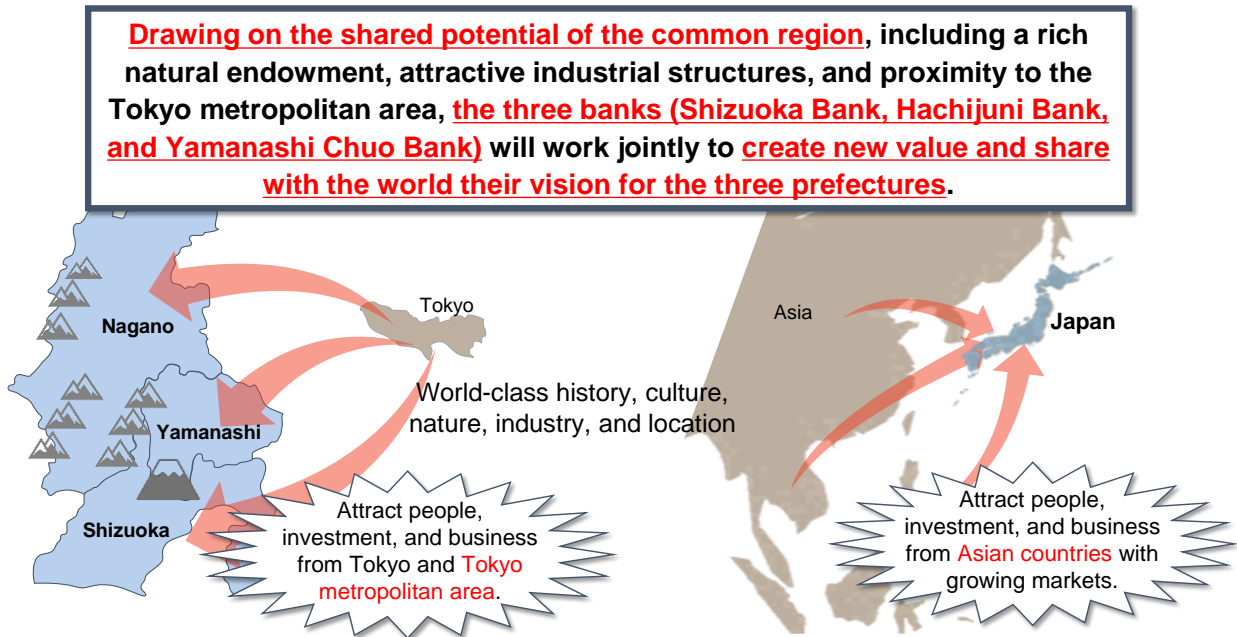 Drawing on the shared potential of the common region, including a rich
natural endowment, attractive industrial structures, and proximity to the
Tokyo metropolitan area, the three banks (Shizuoka Bank, Hachijuni Bank,
and Yamanashi Chuo Bank) will work jointly to create new value and share
with the world their vision for the three prefectures.
Tokyo
Nagano
Yamanashi
Shizuoka
World-class history, culture,
nature, industry, and location
Attract people,
investment, and business
from Tokyo and Tokyo
metropolitan area.
Asia
Japan
Attract people,
investment, and business
from Asian countries with
growing markets.